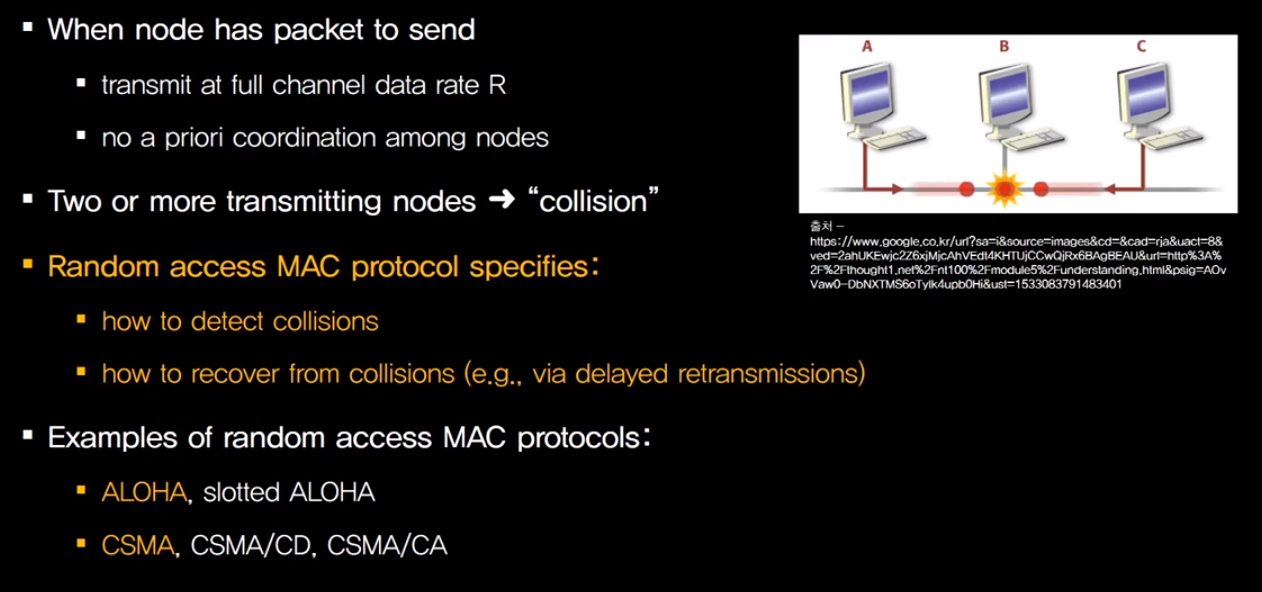 ▪ When node has packet to send
▪ transmit at full channel data rate R
▪ no a priori coordination among nodes
▪ Two or more transmitting nodes ➜ “collision”
▪ Random access MAC protocol specifies:
▪ how to detect collisions
▪ how to recover from collisions (e.g., via delayed retransmissions)
▪ Examples of random access MAC protocols:
▪ ALOHA, slotted ALOHA
▪ CSMA, CSMA/CD, CSMA/CA
A B C
출처 –
https://www.google.co.kr/url?sa=i&source=images&cd=&cad=rja&uact=8&
ved=2ahUKEwjc2Z6xjMjcAhVEdt4KHTUjCCwQjRx6BAgBEAU&url=http%3A%
2F%2Fthought1.net%2Fnt100%2Fmodule5%2Funderstanding.html&psig=AOv
Vaw0-DbNXTMS6oTylk4upb0Hi&ust=1533083791483401